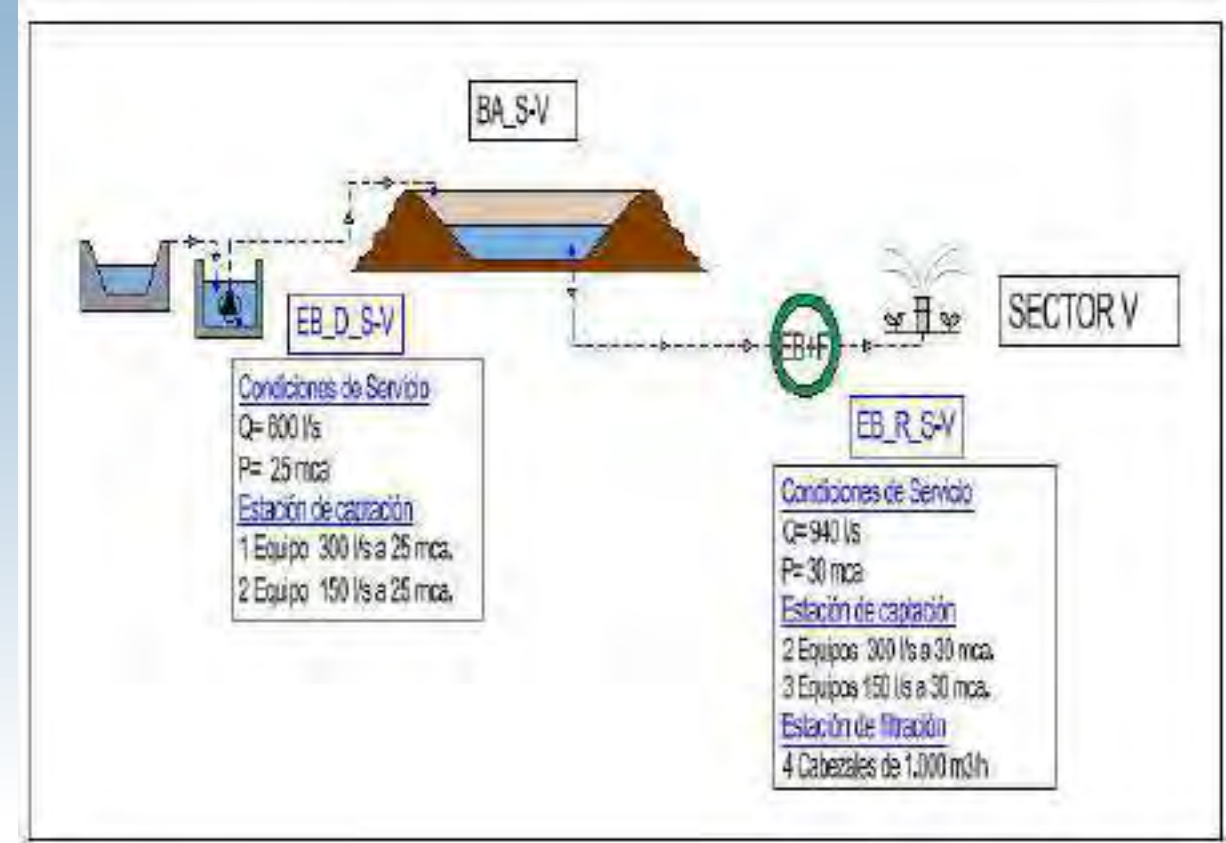 BA_S-V
EB_D_S-V
Condiciones de Servicio
Q= 600 l/s
P= 25 mca
Estación de captación
1 Equipo 300 l/s a 25 mca.
2 Equipo 150 l/s a 25 mca.
EB+F
SECTOR V
EB_R_S-V
Condiciones de Servicio
Q= 940 l/s
P= 30 mca
Estación de captación
2 Equipos 300 l/s a 30 mca.
3 Equipos 150 l/s a 30 mca.
Estación de filtración
4 Cabezales de 1.000 m3/h